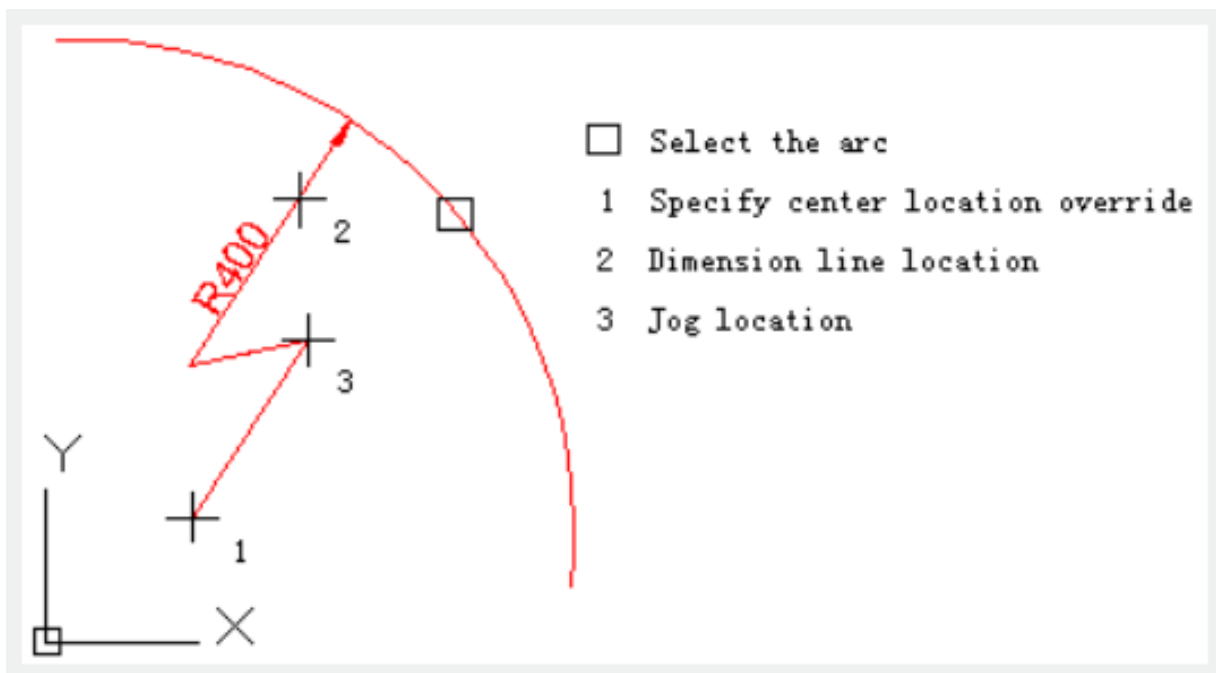 R400
2
3
1
Y
X
Select the arc
1 Specify center location override
2 Dimension line location
3 Jog location